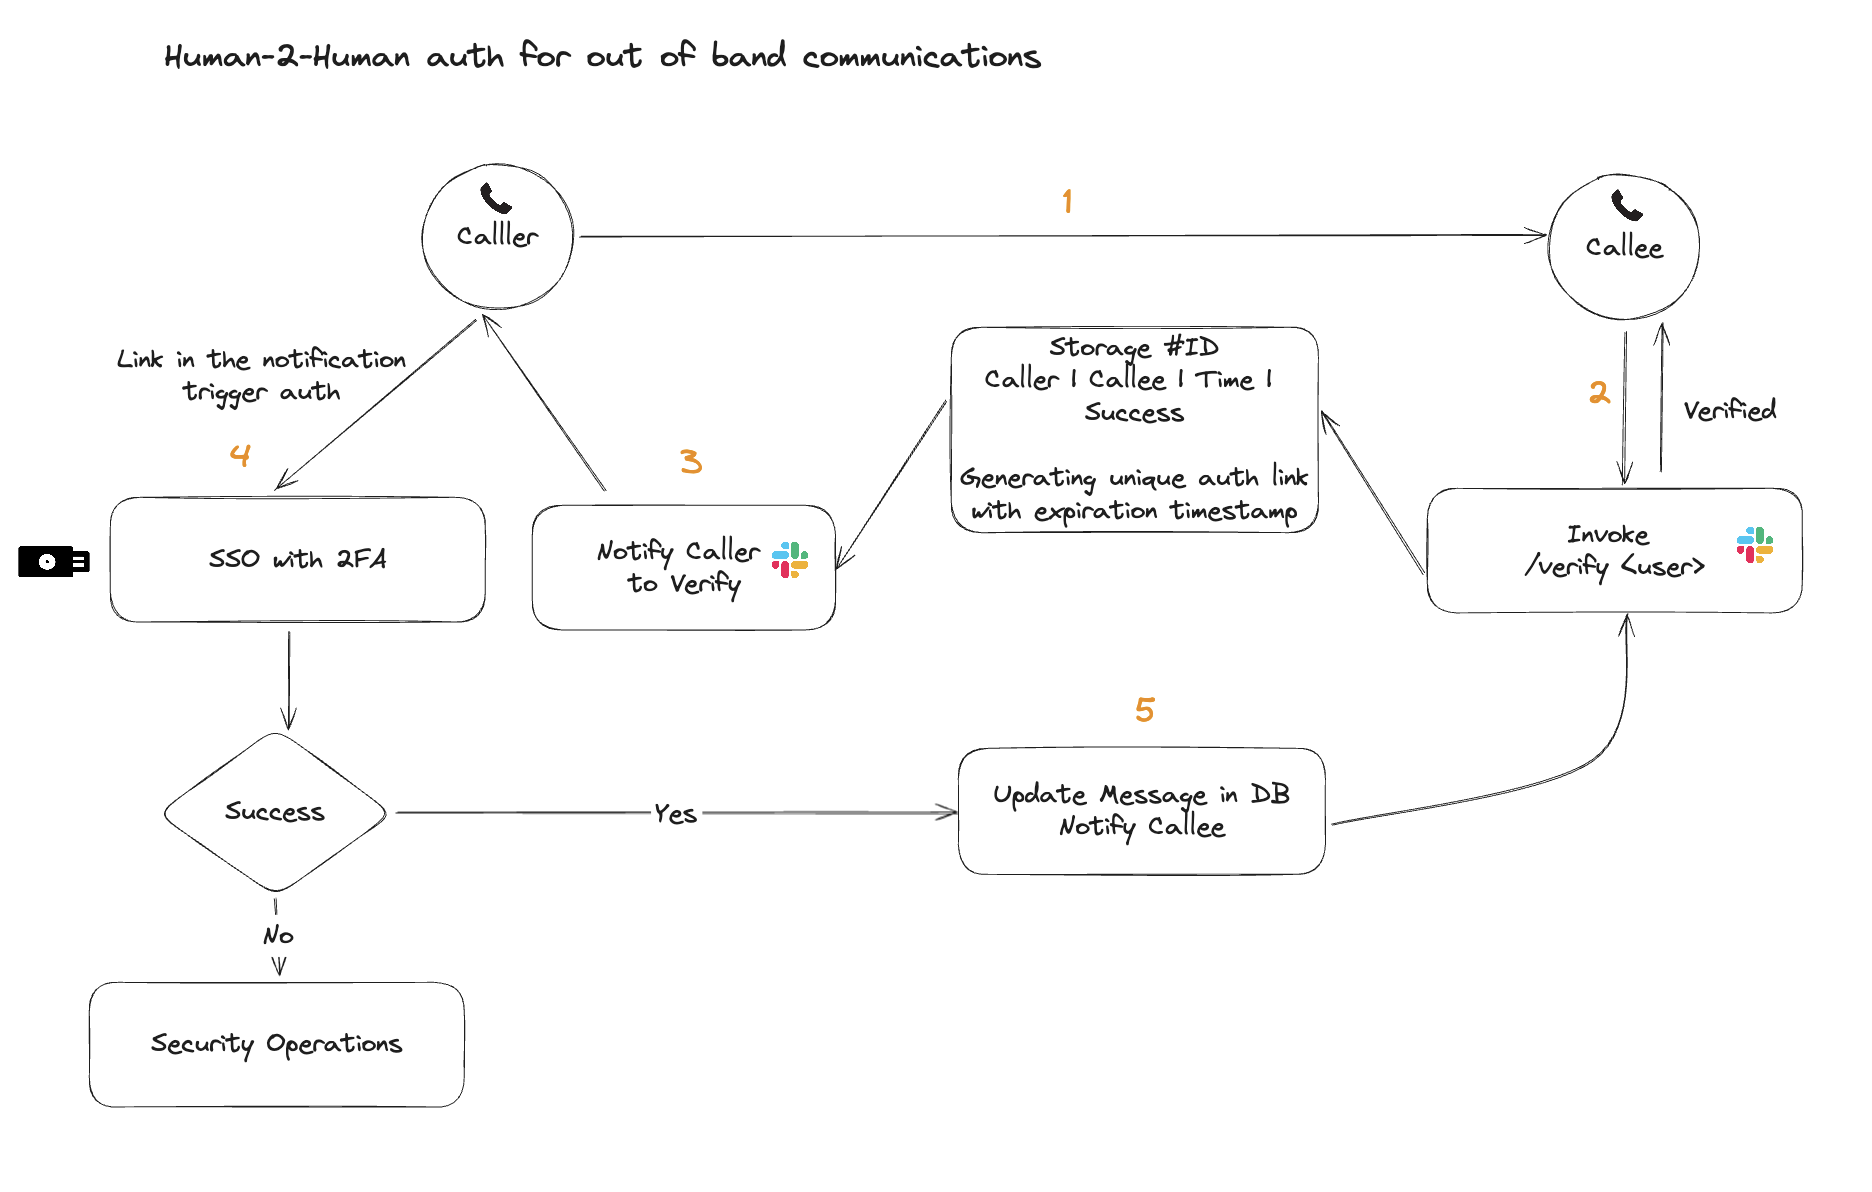 Human-2-Human auth for out of band communications
1
Calller
Callee
Link in the notification
trigger auth
Storage #ID
Caller | Callee | Time |
Success
Generating unique auth link
with expiration timestamp
2
Verified
4
3
SSO with 2FA
Notify Caller
to Verify
Invoke
/verify <user>
5
Success
Yes
Update Message in DB
Notify Callee
No
Security Operations